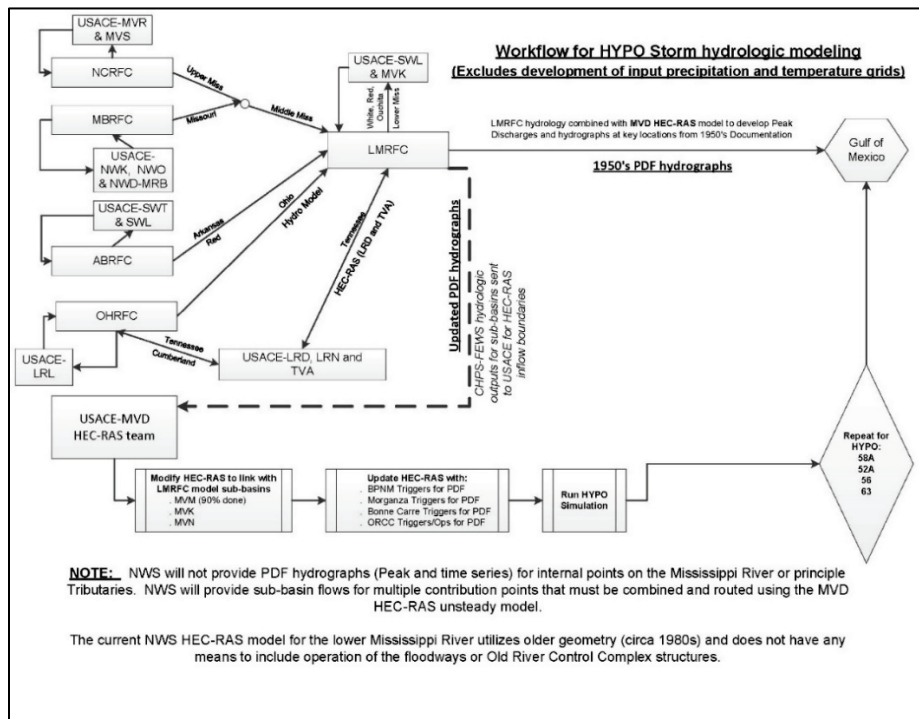 Workflow for HYPO Storm hydrologic modeling
(Excludes development of input precipitation and temperature grids)
USACE-MVR
& MVS
NCRFC
Upper Miss
MBRFC
Missouri
Middle Miss
USACE-
NWK, NWO
& NWD-MRB
USACE-SWT
& SWL
ABRFC
Arkansas
Red
OHRFC
Ohio
Hydro Model
USACE-
LRL
Tennessee
Cumberland
USACE-LRD, LRN and
TVA
Tennessee
HEC-RAS (LRD and TVA)
USACE-SWL
& MVK
White, Red,
Ouchita
Lower Miss
LMRFC
LMRFC hydrology combined with MVD HEC-RAS model to develop Peak
Discharges and hydrographs at key locations from 1950's Documentation
1950's PDF hydrographs
Gulf of
Mexico
Updated PDF hydrographs
CHPS-FEWS hydrologic
outputs for sub-basins sent
to USACE for HEC-RAS
inflow boundaries
USACE-MVD
HEC-RAS team
Modify HEC-RAS to link with
LMRFC model sub-basins
. MVM (90% done)
. MVK
. MVN
Update HEC-RAS with:
. BPNM Triggers for PDF
. Morganza Triggers for PDF
. Bonne Carre Triggers for PDF
. ORCC Triggers/Ops for PDF
Run HYPO
Simulation
Repeat for
HYPO:
58A
52A
56
63
NOTE: NWS will not provide PDF hydrographs (Peak and time series) for internal points on the Mississippi River or principle
Tributaries. NWS will provide sub-basin flows for multiple contribution points that must be combined and routed using the MVD
HEC-RAS unsteady model.
The current NWS HEC-RAS model for the lower Mississippi River utilizes older geometry (circa 1980s) and does not have any
means to include operation of the floodways or Old River Control Complex structures.